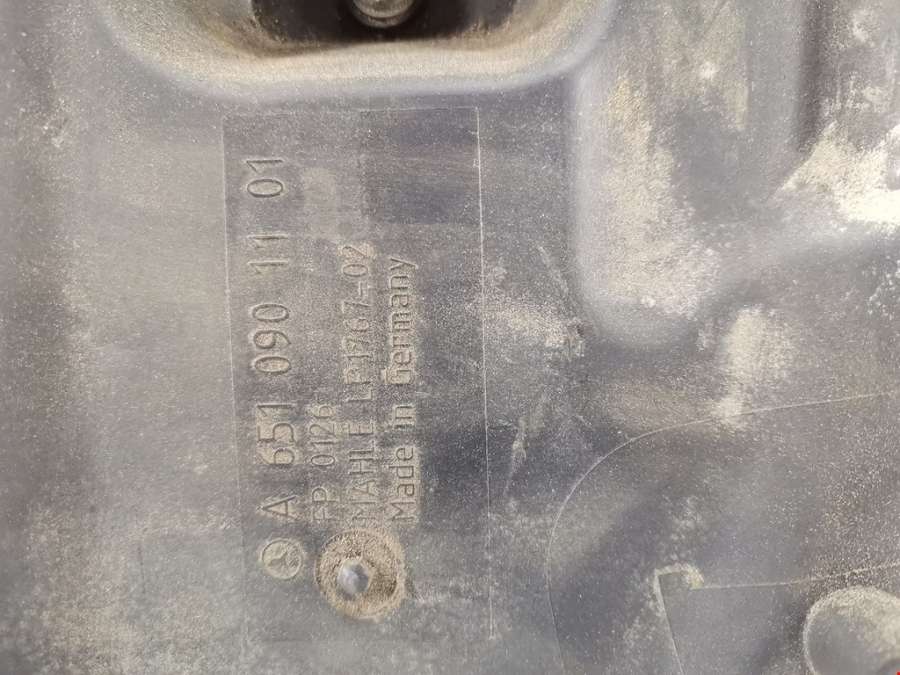 A 651 090 11 01
FP 0126
MAHLE LP1767-02
Made in Germany